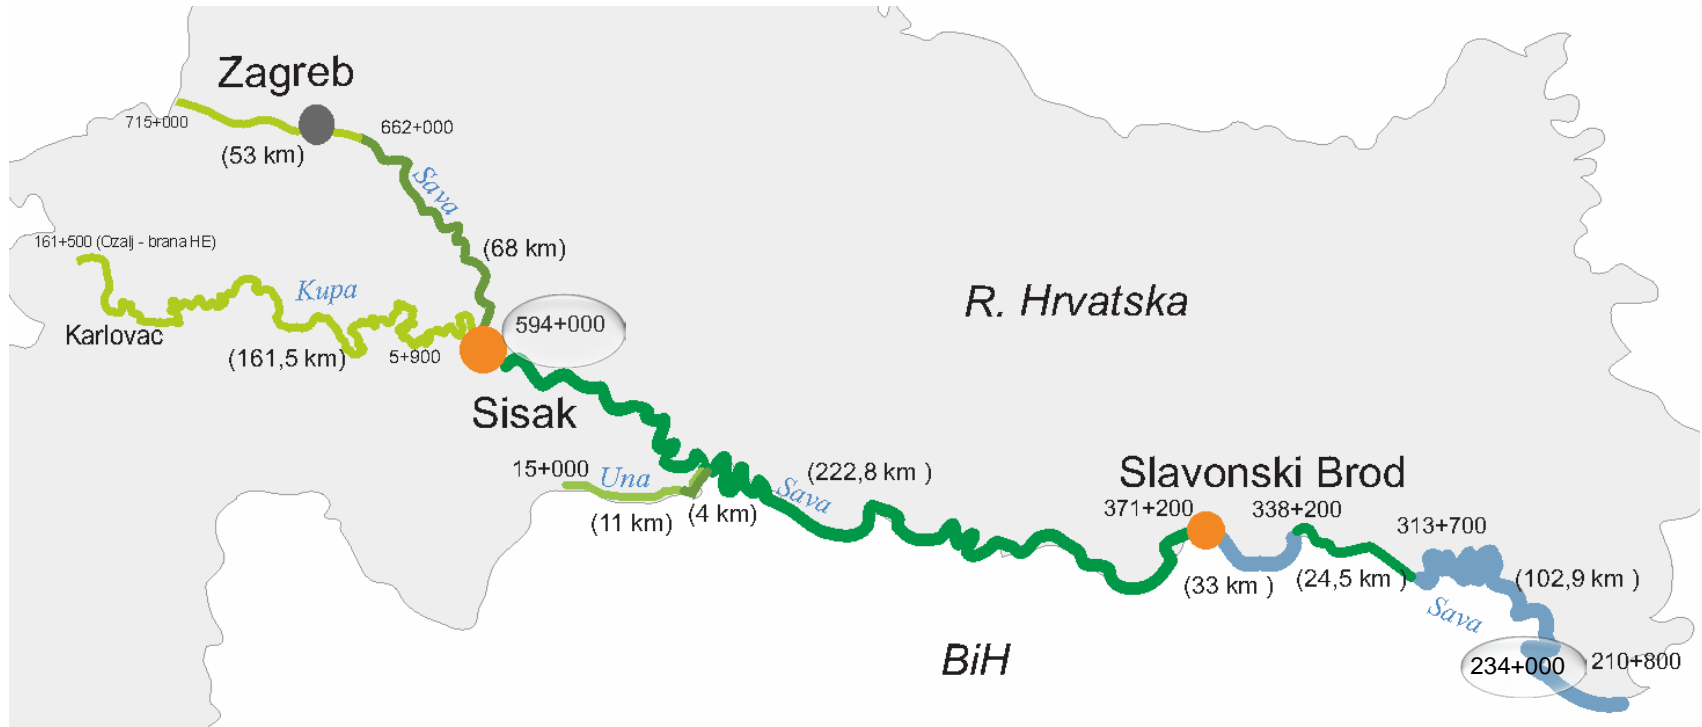 Zagreb
715+000
662+000
(53 km)
Sava
161+500 (Ozalj - brana HE)
(68 km)
Kupa
R. Hrvatska
594+000
Karlovac
(161,5 km)
5+900
Sisak
15+000
Una
(222,8 km )
Sava
Slavonski Brod
(11 km)
(4 km)
371+200
338+200
313+700
(33 km )
(24,5 km )
(102,9 km )
Sava
BiH
234+000
210+800